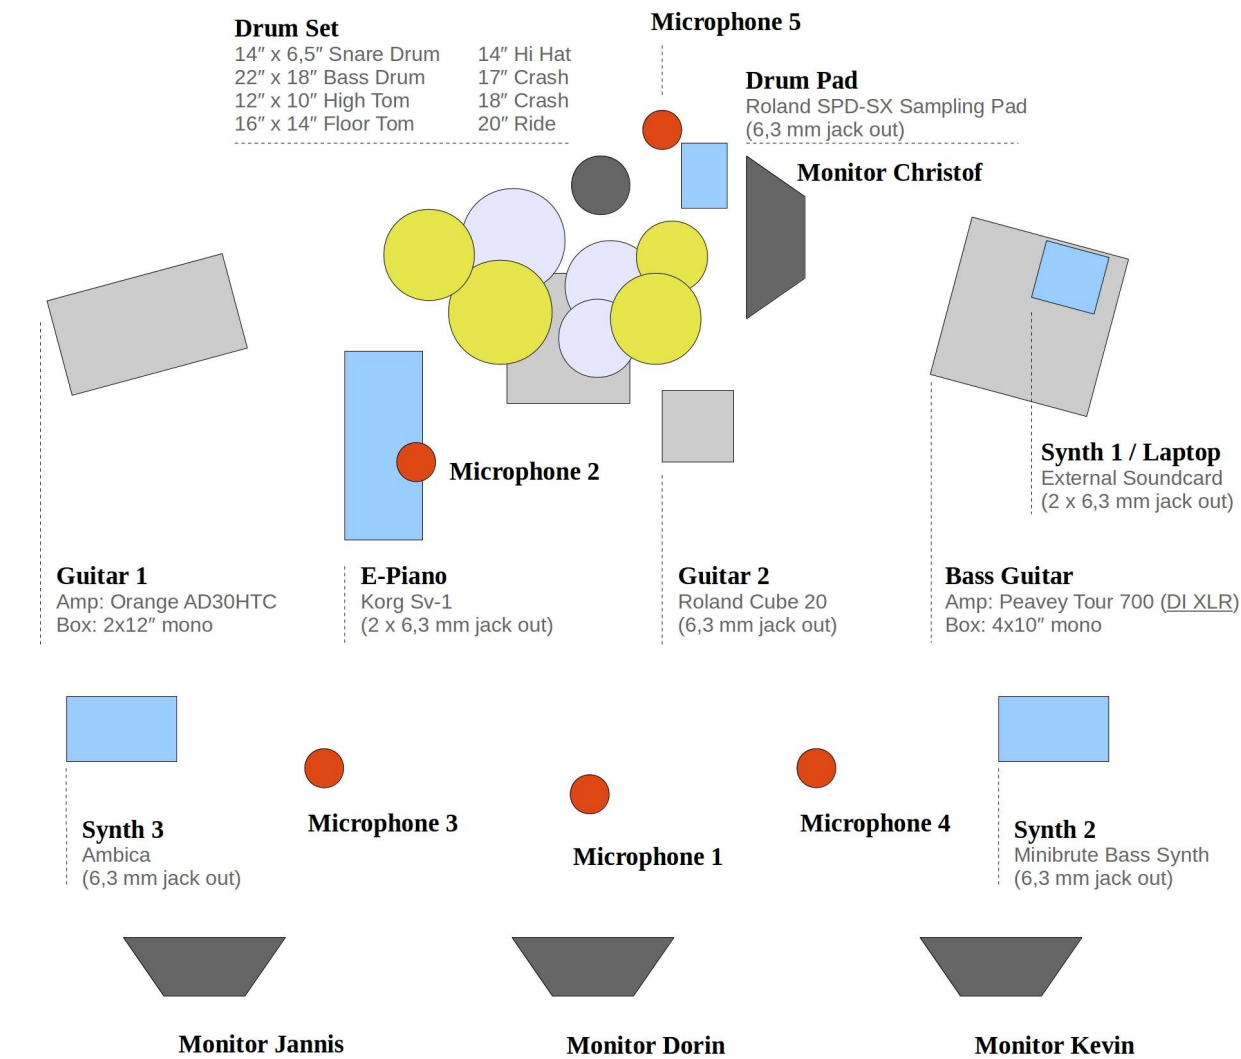 Microphone 5
Drum Set
14″ x 6,5″ Snare Drum
22″ x 18″ Bass Drum
12″ x 10″ High Tom
16″ x 14″ Floor Tom
14″ Hi Hat
17″ Crash
18″ Crash
20″ Ride
Drum Pad
Roland SPD-SX Sampling Pad
(6,3 mm jack out)
Monitor Christof
Synth 1 / Laptop
External Soundcard
(2 x 6,3 mm jack out)
Microphone 2
Guitar 1
Amp: Orange AD30HTC
Box: 2x12″ mono
E-Piano
Korg Sv-1
(2 x 6,3 mm jack out)
Guitar 2
Roland Cube 20
(6,3 mm jack out)
Bass Guitar
Amp: Peavey Tour 700 (DI XLR)
Box: 4x10″ mono
Synth 3
Ambica
(6,3 mm jack out)
Microphone 3
Microphone 1
Microphone 4
Synth 2
Minibrute Bass Synth
(6,3 mm jack out)
Monitor Jannis
Monitor Dorin
Monitor Kevin